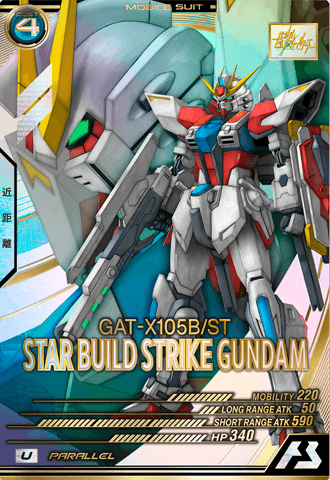 MOBILE SUIT
COST
4
近距離
GAT-X105B/ST
STAR BUILD STRIKE GUNDAM
MOBILITY 220
LONG RANGE ATK 50
SHORT RANGE ATK 590
HP 340
U PARALLEL